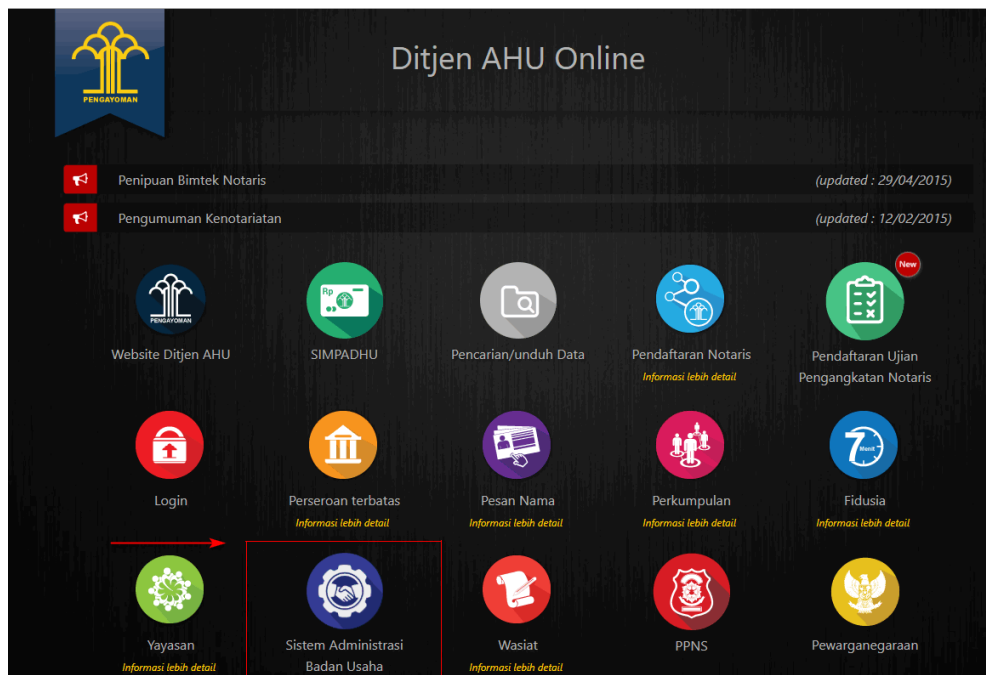 Ditjen AHU Online
PENGAYOMAN
Penipuan Bimtek Notaris
(updated : 29/04/2015)
Pengumuman Kenotariatan
(updated : 12/02/2015)
New
Rp
PENGAYOMAN
Website Ditjen AHU
SIMPADHU
Pencarian/unduh Data
Pendaftaran Notaris
Informasi lebih detail
Pendaftaran Ujian
Pengangkatan Notaris
7 Menit
Login
Perseroan terbatas
Informasi lebih detail
Pesan Nama
Informasi lebih detail
Perkumpulan
Informasi lebih detail
Fidusia
Informasi lebih detail
Yayasan
Informasi lebih detail
Sistem Administrasi
Badan Usaha
Wasiat
Informasi lebih detail
PPNS
Pewarganegaraan